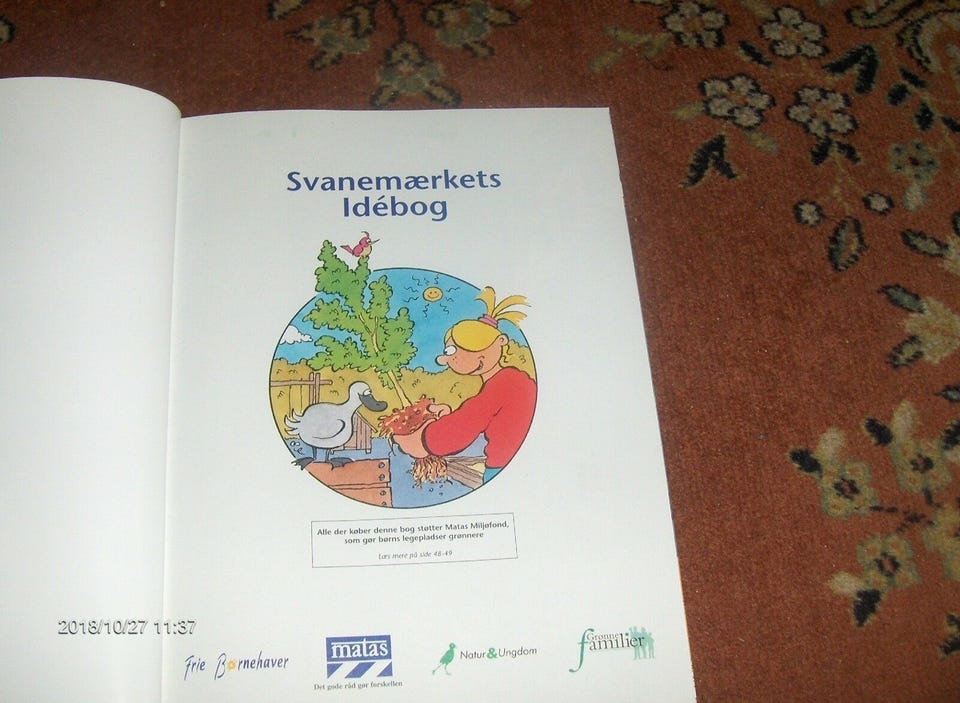 Svanemærkets
Idébog
Alle der køber denne bog støtter Matas Miljøfond,
som gør børns legepladser grønnere
Læs mere på side 48-49
2018/10/27 11:37
Frie Børnehaver
matas
Det gode råd gør forskellen
Natur&Ungdom
Grønne
familier